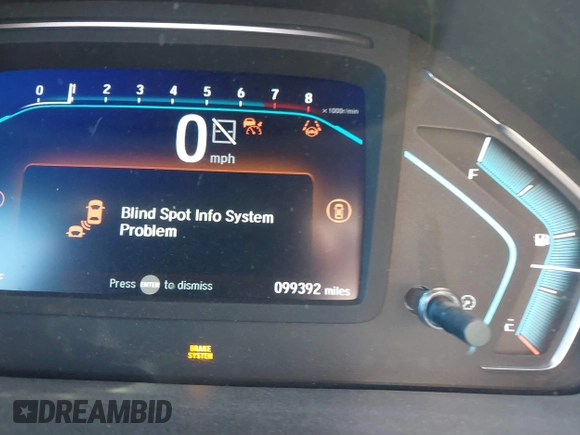 0 1 2 3 4 5 6 7 8
x 1000r/min
0
mph
F
Blind Spot Info System
Problem
Press ENTER to dismiss
099392 miles
E
BRAKE
SYSTEM
DREAMBID